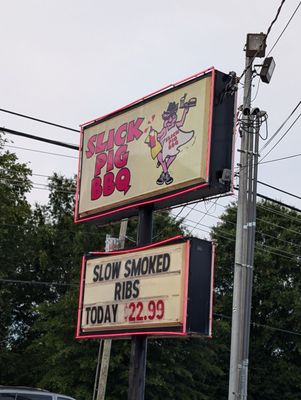 SLICK
PIG
BBQ
SLOW SMOKED
RIBS
TODAY $22.99